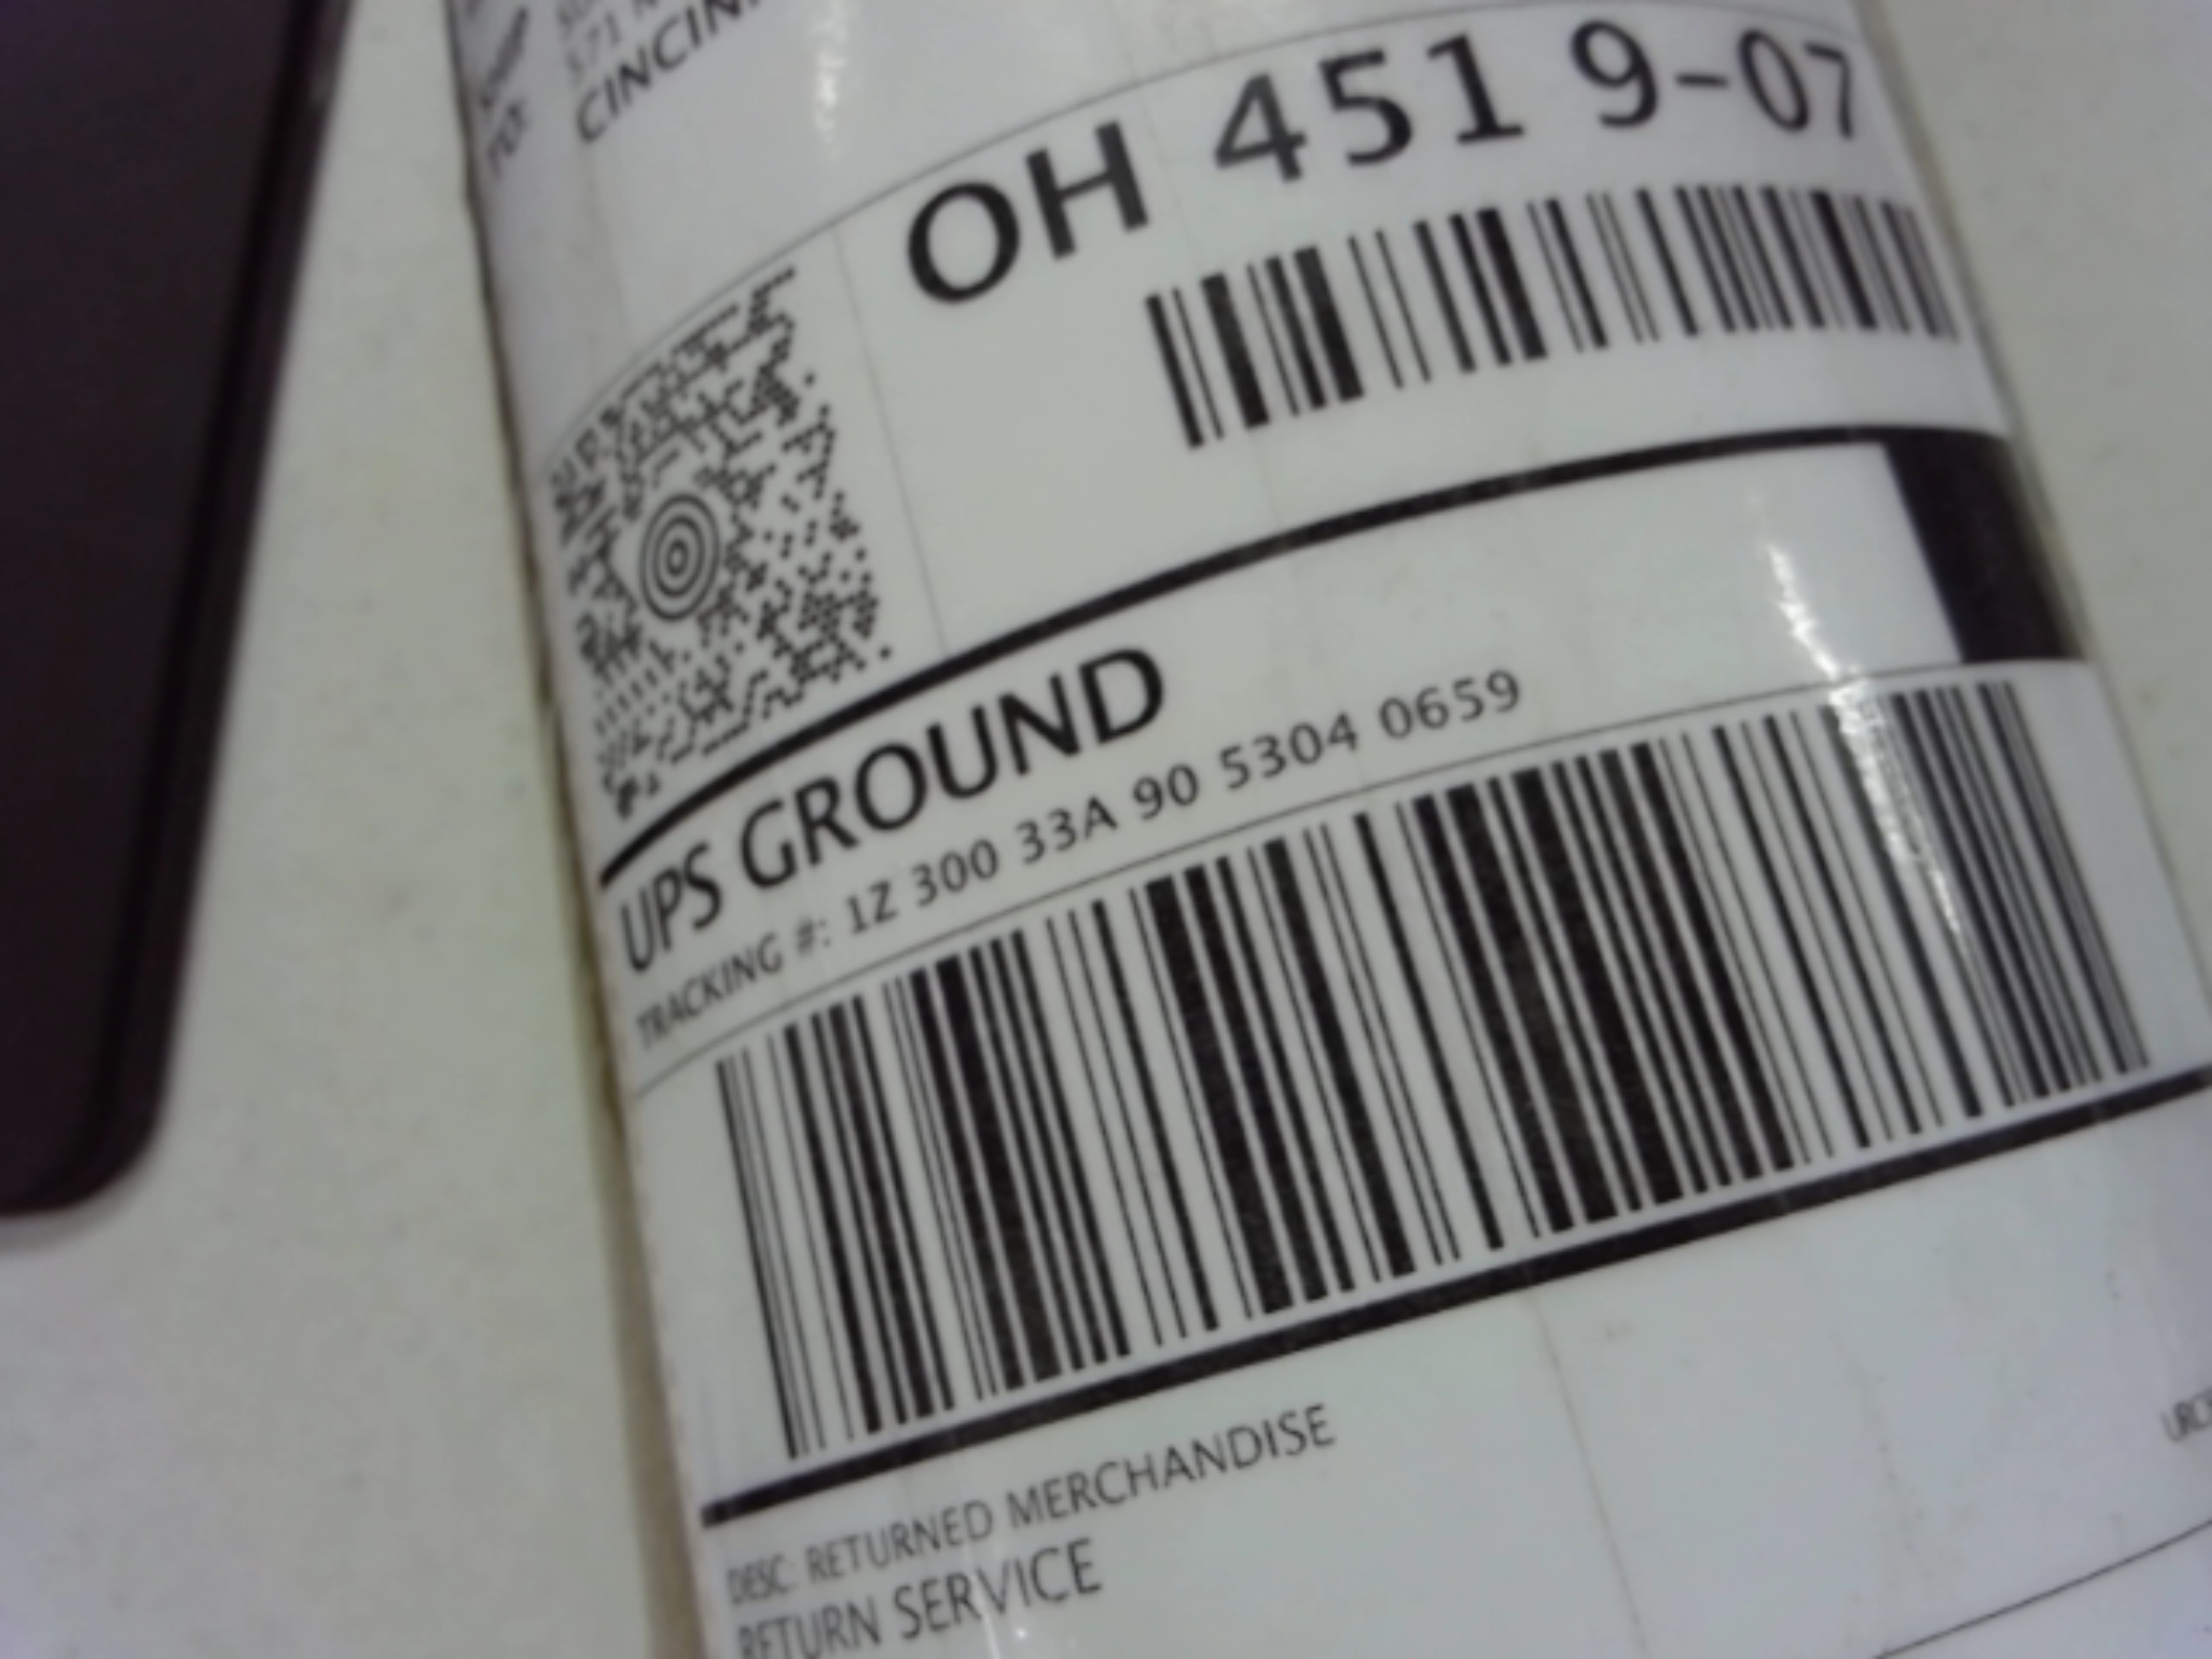 TO:
CINCIN
OH 451 9-07
UPS GROUND
TRACKING #: 1Z 300 33A 90 5304 0659
DESC: RETURNED MERCHANDISE
RETURN SERVICE